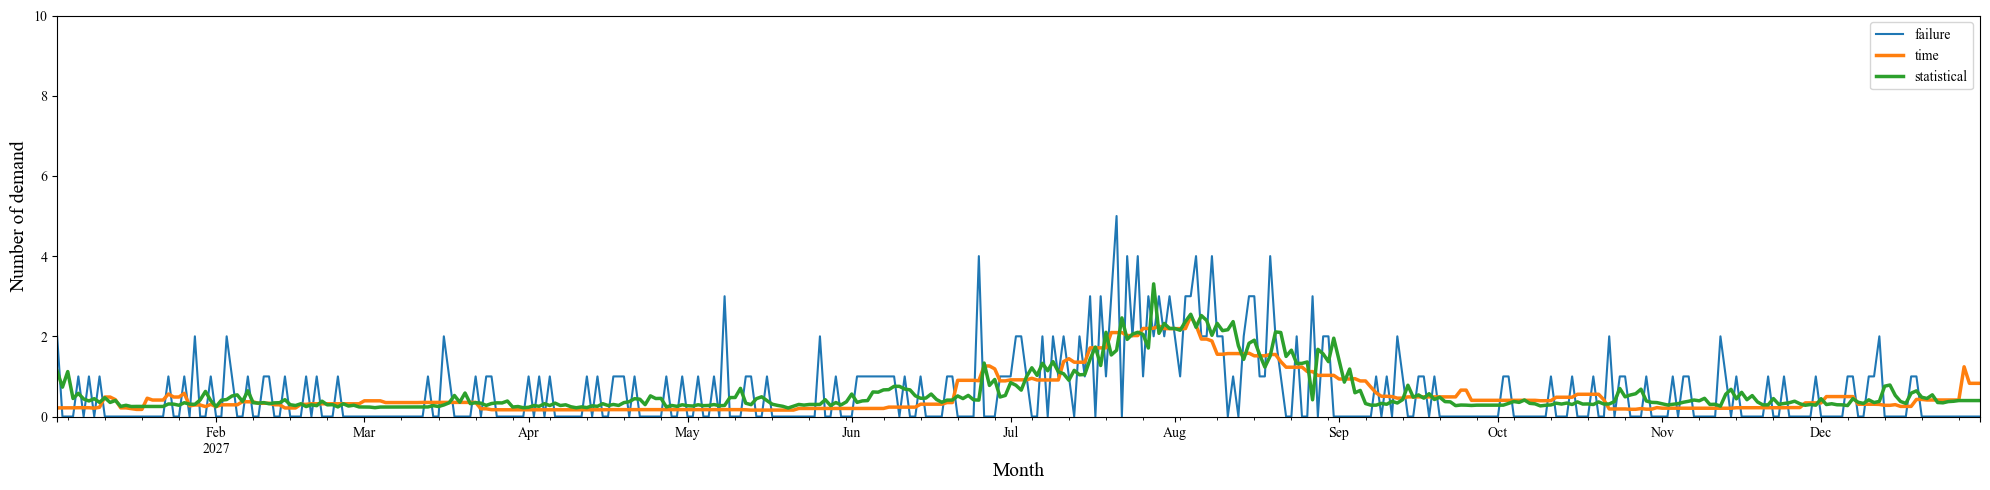 10
8
6
4
2
0
Number of demand
failure
time
statistical
Feb Mar Apr May Jun Jul Aug Sep Oct Nov Dec
2027
Month